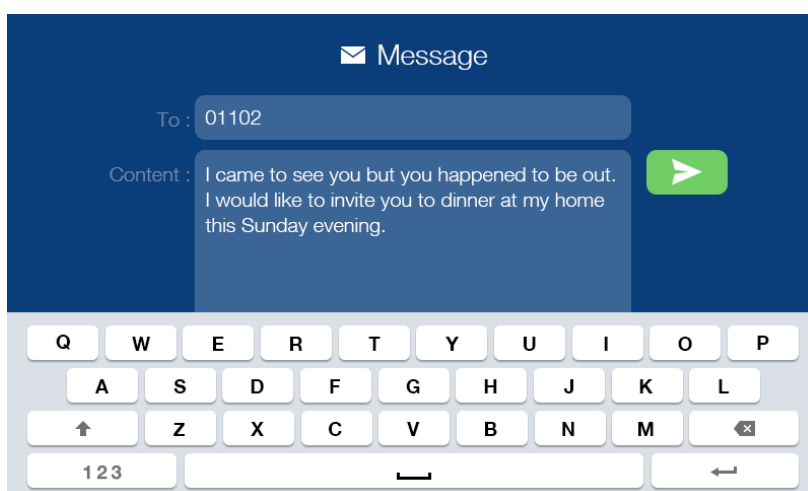 Message
To : 01102
Content : I came to see you but you happened to be out.
I would like to invite you to dinner at my home
this Sunday evening.
Q W E R T Y U I O P
A S D F G H J K L
Z X C V B N M
123